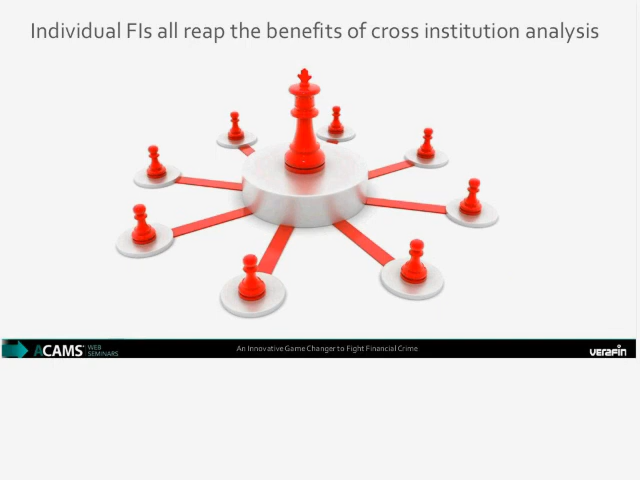 Individual FIs all reap the benefits of cross institution analysis
ACAMS® WEB SEMINARS
An Innovative Game Changer to Fight Financial Crime
verafin